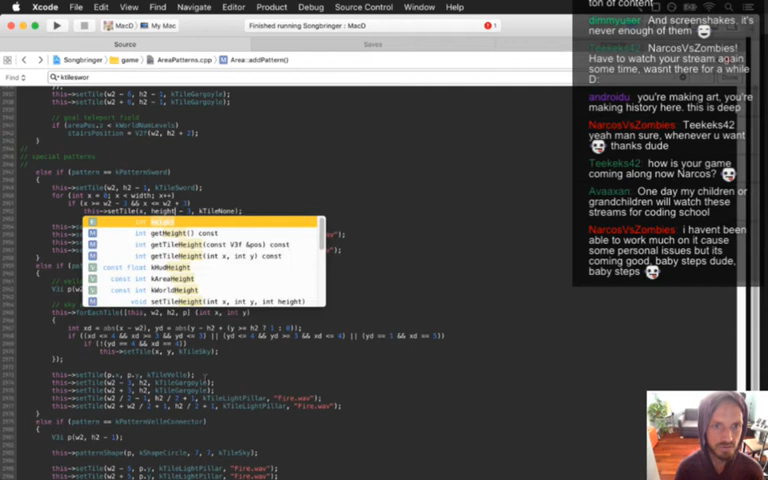 Xcode File Edit View Find Navigate Editor Product Debug Source Control Window Help
MacD My Mac
Finished running Songbringer : MacD
1
Source
Saves
Songbringer game AreaPatterns.cpp Area::addPattern()
Find ktileswor
Done
});
this->setTile(w2 - 8, h2 - 1, kTileGargoyle);
this->setTile(w2 + 6, h2 - 1, kTileGargoyle);
// goal teleport field
if (areaPos.z < kWorldNumLevels)
stairsPosition = V2f(w2, h2 + 2);
}
//
// special patterns
//
else if (pattern == kPatternSword)
{
this->setTile(w2, h2 - 1, kTileSword);
for (int x = 0; x < width; x++)
if (x >= w2 - 3 && x <= w2 + 3)
this->setTile(x, height - 3, kTileNone);
int height
int getHeight() const
int getTileHeight(const V3f &pos) const
int getTileHeight(int x, int y) const
const float kHudHeight
const int kAreaHeight
const int kWorldHeight
void setTileHeight(int x, int y, int height)
this->forEachTile([this, w2, h2, p] (int x, int y)
{
int xd = abs(x - w2), yd = abs(y - h2 + (y >= h2 ? 1 : 0));
if ((xd <= 4 && xd >= 3 && yd <= 3) || (yd <= 4 && yd >= 3 && xd <= 4) || (yd == 1 && xd == 5))
if (!(yd == 4 && xd == 4))
this->setTile(x, y, kTileSky);
});
this->setTile(p.x, p.y, kTileVelle);
this->setTile(w2 - 3, h2, kTileGargoyle);
this->setTile(w2 + 3, h2, kTileGargoyle);
this->setTile(w2 / 2 - 1, h2 / 2 + 1, kTileLightPillar, "Fire.wav");
this->setTile(w2 + w2 / 2 + 1, h2 / 2 + 1, kTileLightPillar, "Fire.wav");
}
else if (pattern == kPatternVelleConnector)
{
V3i p(w2, h2 - 1);
patternShape(p, kShapeCircle, 7, 7, kTileSky);
this->setTile(w2 - 5, p.y, kTileLightPillar, "Fire.wav");
this->setTile(w2 + 5, p.y, kTileLightPillar, "Fire.wav");
ton of content
dimmyuser: And screenshakes, it's
never enough of them
Teekeks42: NarcosVsZombies!
Have to watch your stream again
some time, wasnt there for a while
D:
androidu: you're making art, you're
making history here. this is deep
NarcosVsZombies: Teekeks42
yeah man sure, whenever u want
thanks dude
Teekeks42: how is your game
coming along now Narcos?
Avaaxan: One day my children or
grandchildren will watch these
streams for coding school
NarcosVsZombies: i havent been
able to work much on it cause
some personal issues but its
coming good, baby steps dude,
baby steps